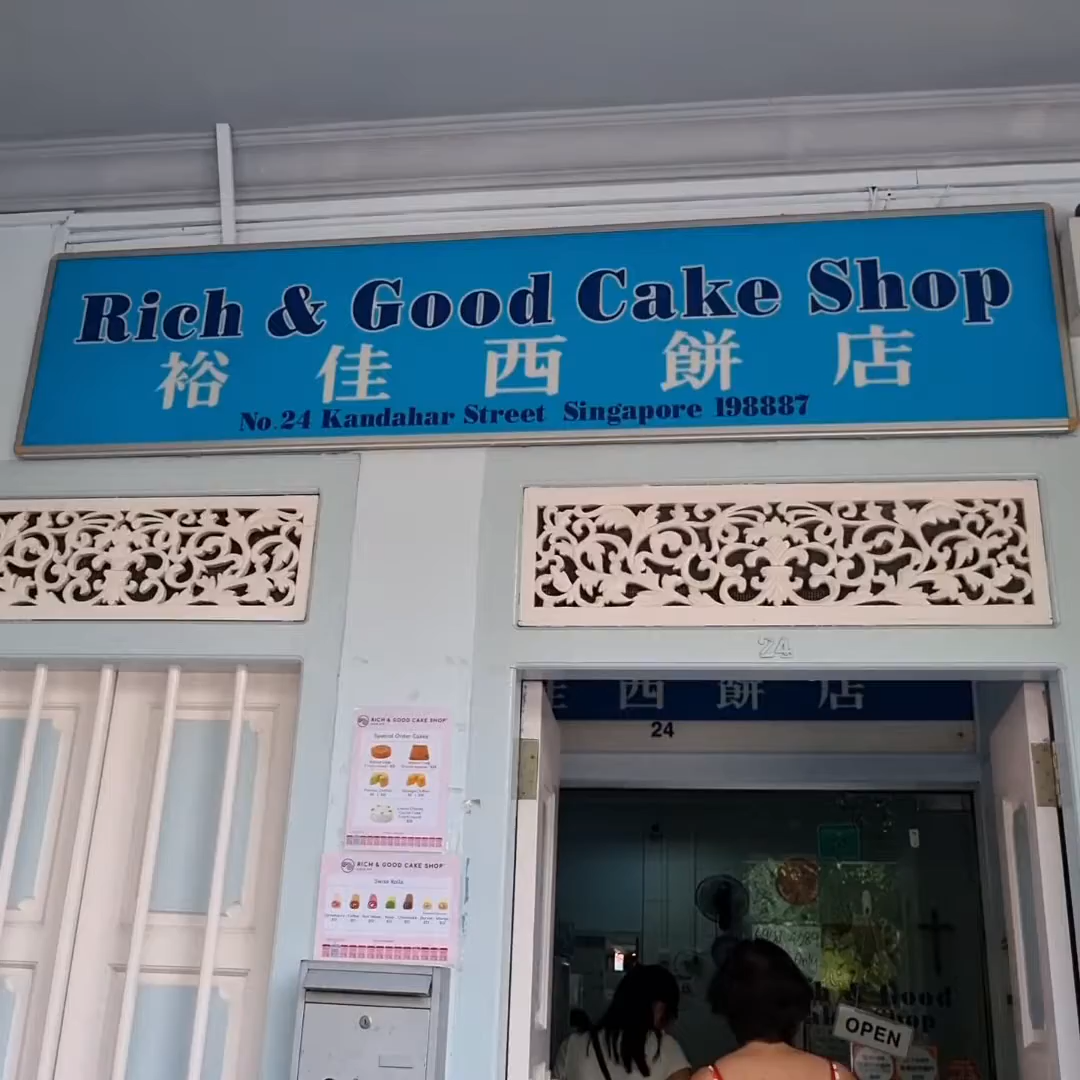 Rich & Good Cake Shop
裕佳西餅店
No.24 Kandahar Street Singapore 198887
24
佳西餅店
24
RICH & GOOD CAKE SHOP
Special Order Cakes
RICH & GOOD CAKE SHOP
Swiss Rolls
Good
OPEN